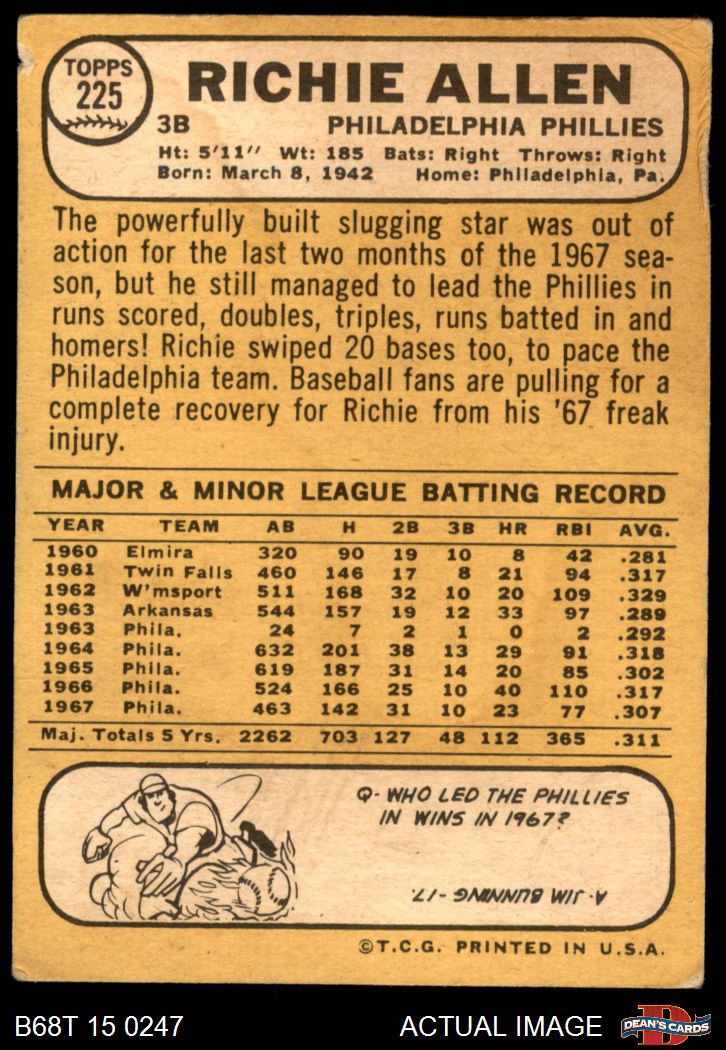 TOPPS
225
RICHIE ALLEN
3B PHILADELPHIA PHILLIES
Ht: 5'11" Wt: 185 Bats: Right Throws: Right
Born: March 8, 1942 Home: Philadelphia, Pa.
The powerfully built slugging star was out of
action for the last two months of the 1967 sea-
son, but he still managed to lead the Phillies in
runs scored, doubles, triples, runs batted in and
homers! Richie swiped 20 bases too, to pace the
Philadelphia team. Baseball fans are pulling for a
complete recovery for Richie from his '67 freak
injury.
MAJOR & MINOR LEAGUE BATTING RECORD
YEAR TEAM AB H 2B 3B HR RBI AVG.
1960 Elmira 320 90 19 10 8 42 .281
1961 Twin Falls 460 146 17 8 21 94 .317
1962 W'msport 511 168 32 10 20 109 .329
1963 Arkansas 544 157 19 12 33 97 .289
1963 Phila. 24 7 2 1 0 2 .292
1964 Phila. 632 201 38 13 29 91 .318
1965 Phila. 619 187 31 14 20 85 .302
1966 Phila. 524 166 25 10 40 110 .317
1967 Phila. 463 142 31 10 23 77 .307
Maj. Totals 5 Yrs. 2262 703 127 48 112 365 .311
Q- WHO LED THE PHILLIES
IN WINS IN 1967?
A- JIM BUNNING -17.
©T.C.G. PRINTED IN U.S.A.
B68T 15 0247 ACTUAL IMAGE D DEAN'S CARDS